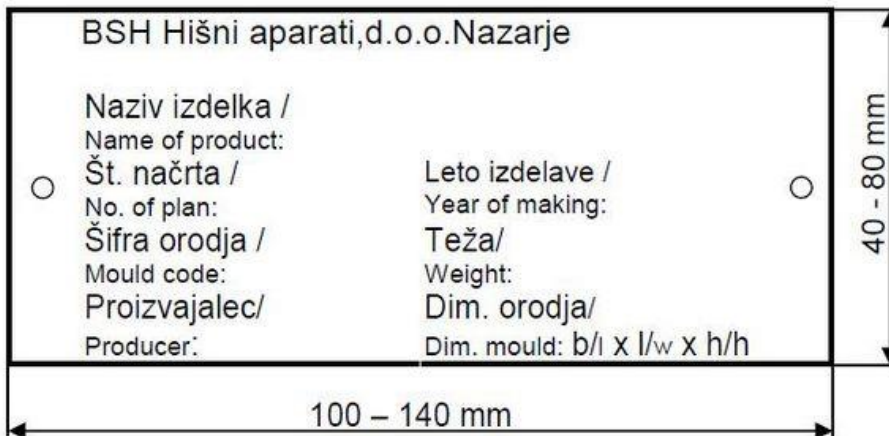 BSH Hišni aparati,d.o.o.Nazarje
Naziv izdelka /
Name of product:
Št. načrta /
No. of plan:
Leto izdelave /
Year of making:
Šifra orodja /
Mould code:
Teža/
Weight:
Proizvajalec/
Producer:
Dim. orodja/
Dim. mould: b/l x l/w x h/h
40 - 80 mm
100 – 140 mm